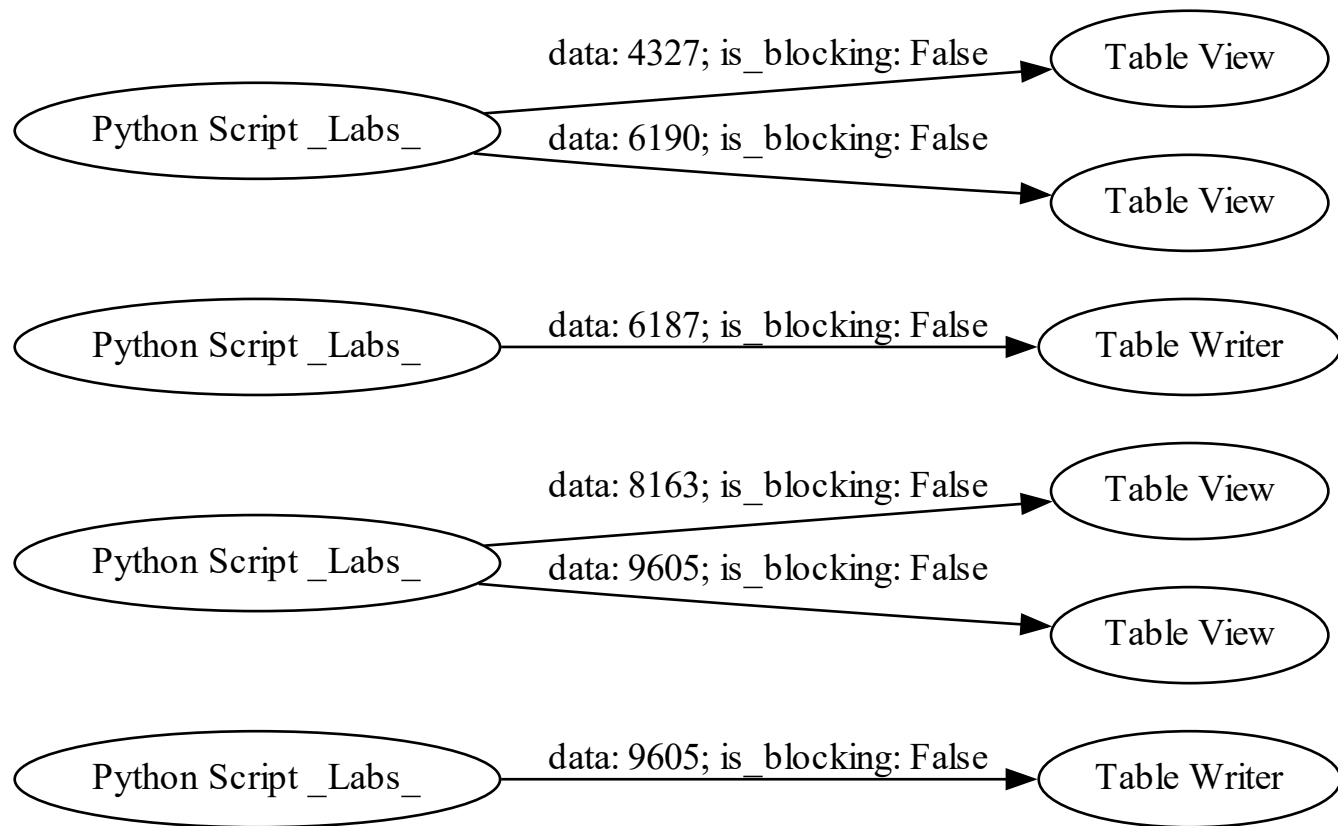 data: 4327; is_blocking: False
Table View
Python Script _Labs_
data: 6190; is_blocking: False
Table View
Python Script _Labs_
data: 6187; is_blocking: False
Table Writer
data: 8163; is_blocking: False
Table View
Python Script _Labs_
data: 9605; is_blocking: False
Table View
Python Script _Labs_
data: 9605; is_blocking: False
Table Writer